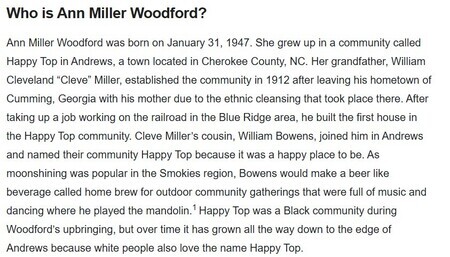 Who is Ann Miller Woodford?
Ann Miller Woodford was born on January 31, 1947. She grew up in a community called
Happy Top in Andrews, a town located in Cherokee County, NC. Her grandfather, William
Cleveland “Cleve” Miller, established the community in 1912 after leaving his hometown of
Cumming, Georgia with his mother due to the ethnic cleansing that took place there. After
taking up a job working on the railroad in the Blue Ridge area, he built the first house in
the Happy Top community. Cleve Miller’s cousin, William Bowens, joined him in Andrews
and named their community Happy Top because it was a happy place to be. As
moonshining was popular in the Smokies region, Bowens would make a beer like
beverage called home brew for outdoor community gatherings that were full of music and
dancing where he played the mandolin.¹ Happy Top was a Black community during
Woodford’s upbringing, but over time it has grown all the way down to the edge of
Andrews because white people also love the name Happy Top.